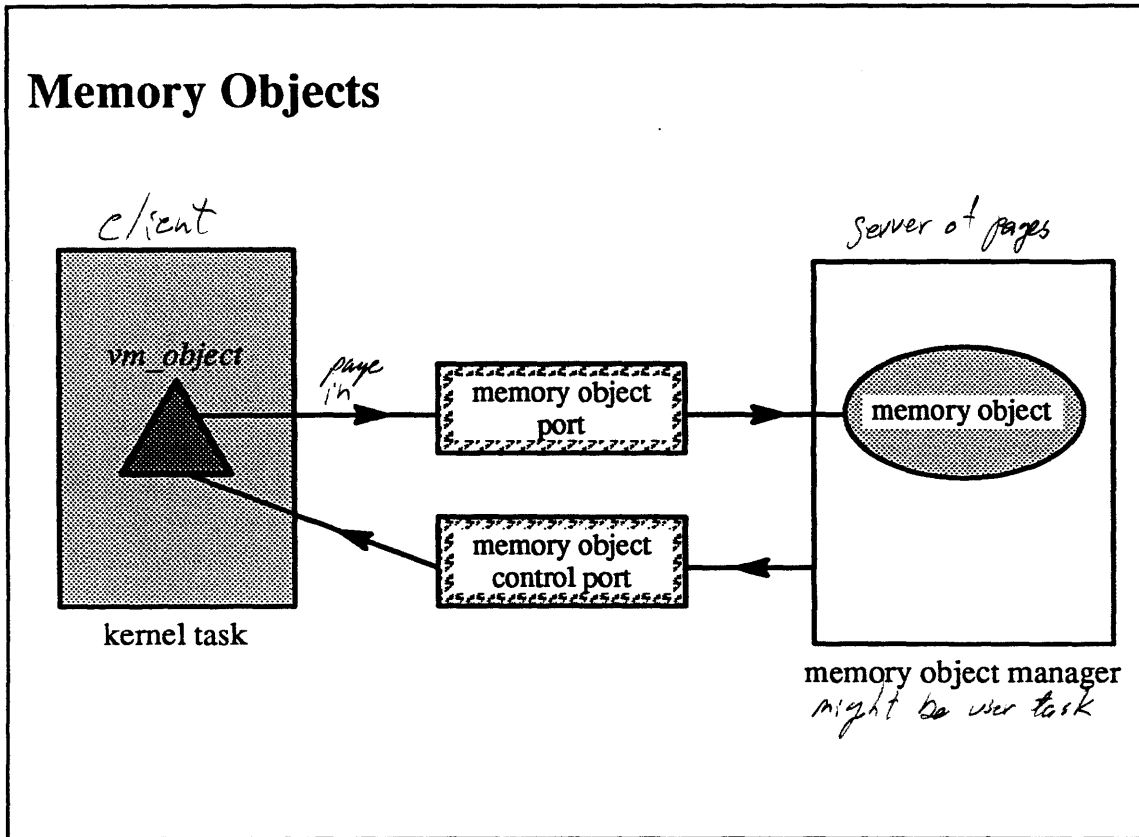 Memory Objects
client
server of pages
vm_object
page
in
memory object
port
memory object
memory object
control port
kernel task
memory object manager
might be user task